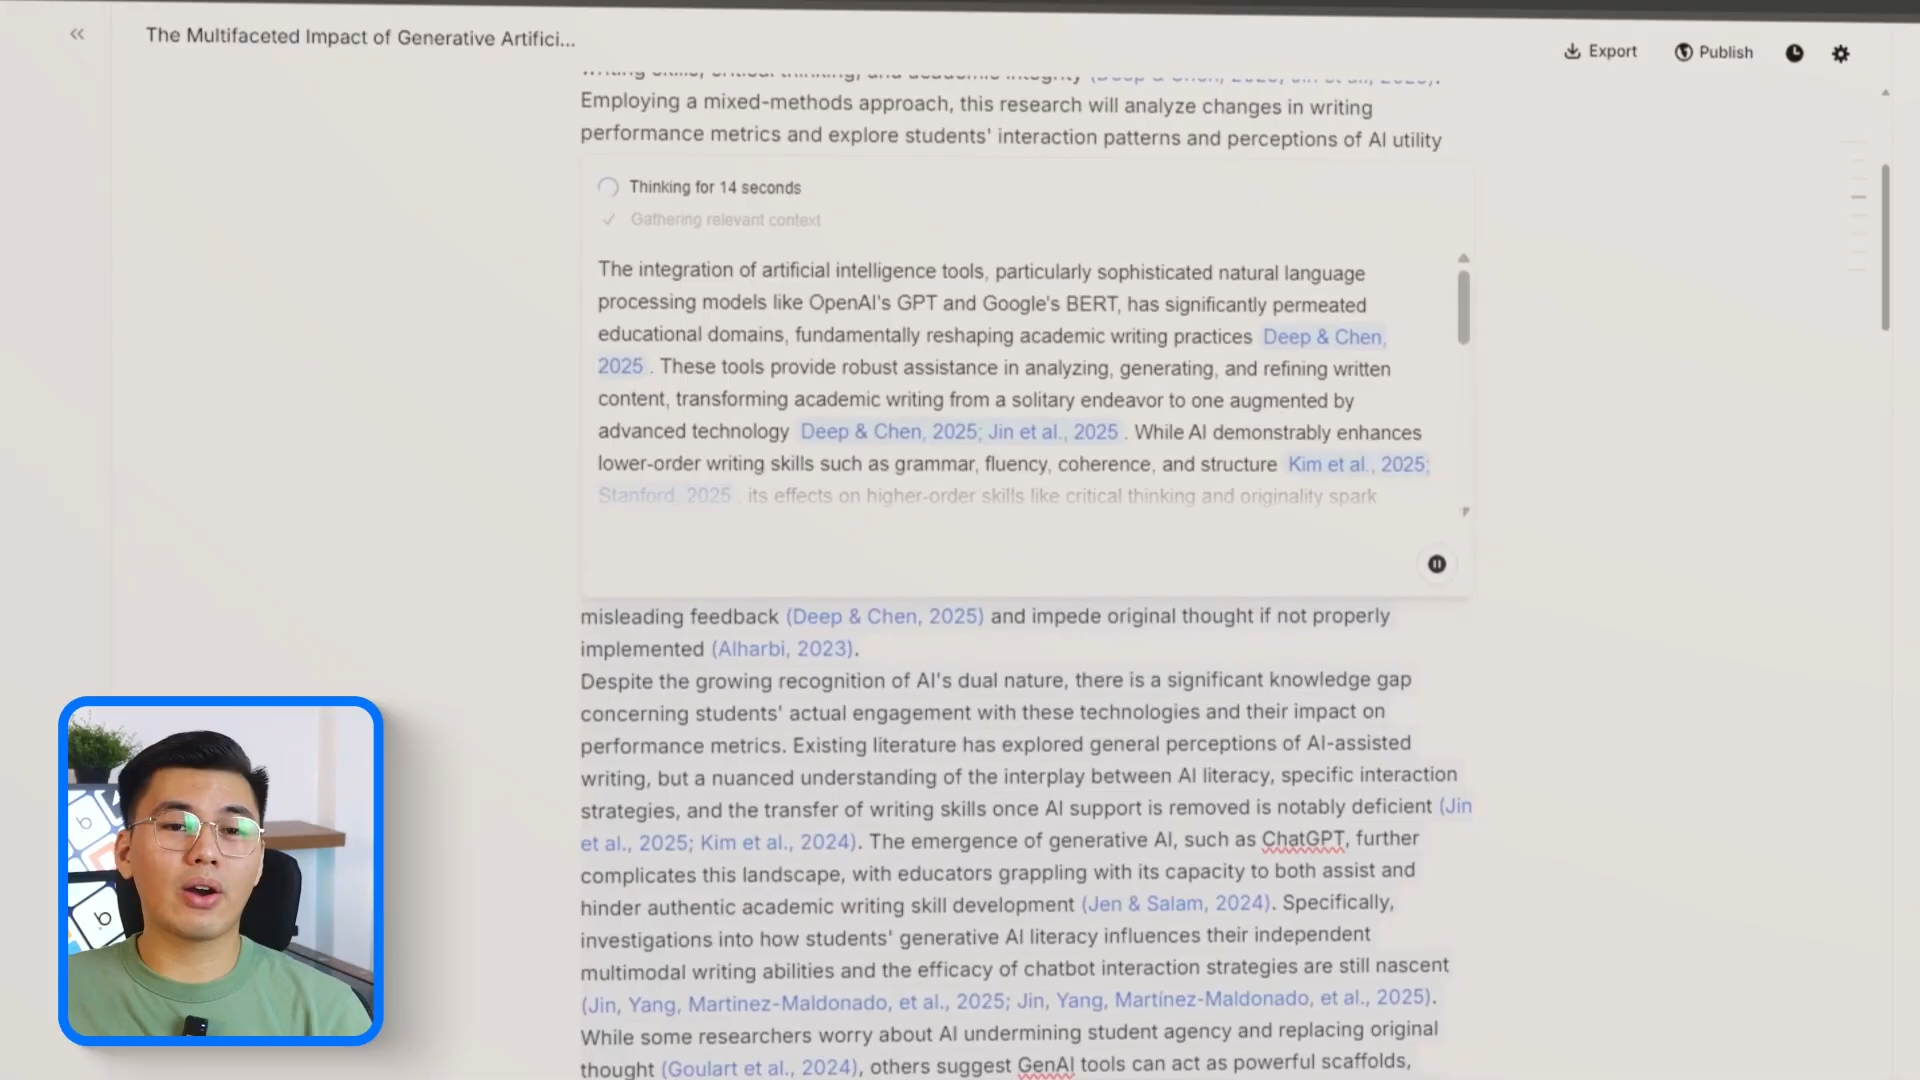 The Multifaceted Impact of Generative Artifici...
Export
Publish
writing skills, critical thinking, and academic integrity (Deep & Chen, 2025; Jin et al., 2025).
Employing a mixed-methods approach, this research will analyze changes in writing
performance metrics and explore students' interaction patterns and perceptions of AI utility
Thinking for 14 seconds
Gathering relevant context
The integration of artificial intelligence tools, particularly sophisticated natural language
processing models like OpenAI's GPT and Google's BERT, has significantly permeated
educational domains, fundamentally reshaping academic writing practices Deep & Chen,
2025 . These tools provide robust assistance in analyzing, generating, and refining written
content, transforming academic writing from a solitary endeavor to one augmented by
advanced technology Deep & Chen, 2025; Jin et al., 2025 . While AI demonstrably enhances
lower-order writing skills such as grammar, fluency, coherence, and structure Kim et al., 2025;
Stanford, 2025 its effects on higher-order skills like critical thinking and originality spark
misleading feedback (Deep & Chen, 2025) and impede original thought if not properly
implemented (Alharbi, 2023).
Despite the growing recognition of AI's dual nature, there is a significant knowledge gap
concerning students' actual engagement with these technologies and their impact on
performance metrics. Existing literature has explored general perceptions of AI-assisted
writing, but a nuanced understanding of the interplay between AI literacy, specific interaction
strategies, and the transfer of writing skills once AI support is removed is notably deficient (Jin
et al., 2025; Kim et al., 2024). The emergence of generative AI, such as ChatGPT, further
complicates this landscape, with educators grappling with its capacity to both assist and
hinder authentic academic writing skill development (Jen & Salam, 2024). Specifically,
investigations into how students' generative AI literacy influences their independent
multimodal writing abilities and the efficacy of chatbot interaction strategies are still nascent
(Jin, Yang, Martinez-Maldonado, et al., 2025; Jin, Yang, Martínez-Maldonado, et al., 2025).
While some researchers worry about AI undermining student agency and replacing original
thought (Goulart et al., 2024), others suggest GenAI tools can act as powerful scaffolds,
b
b